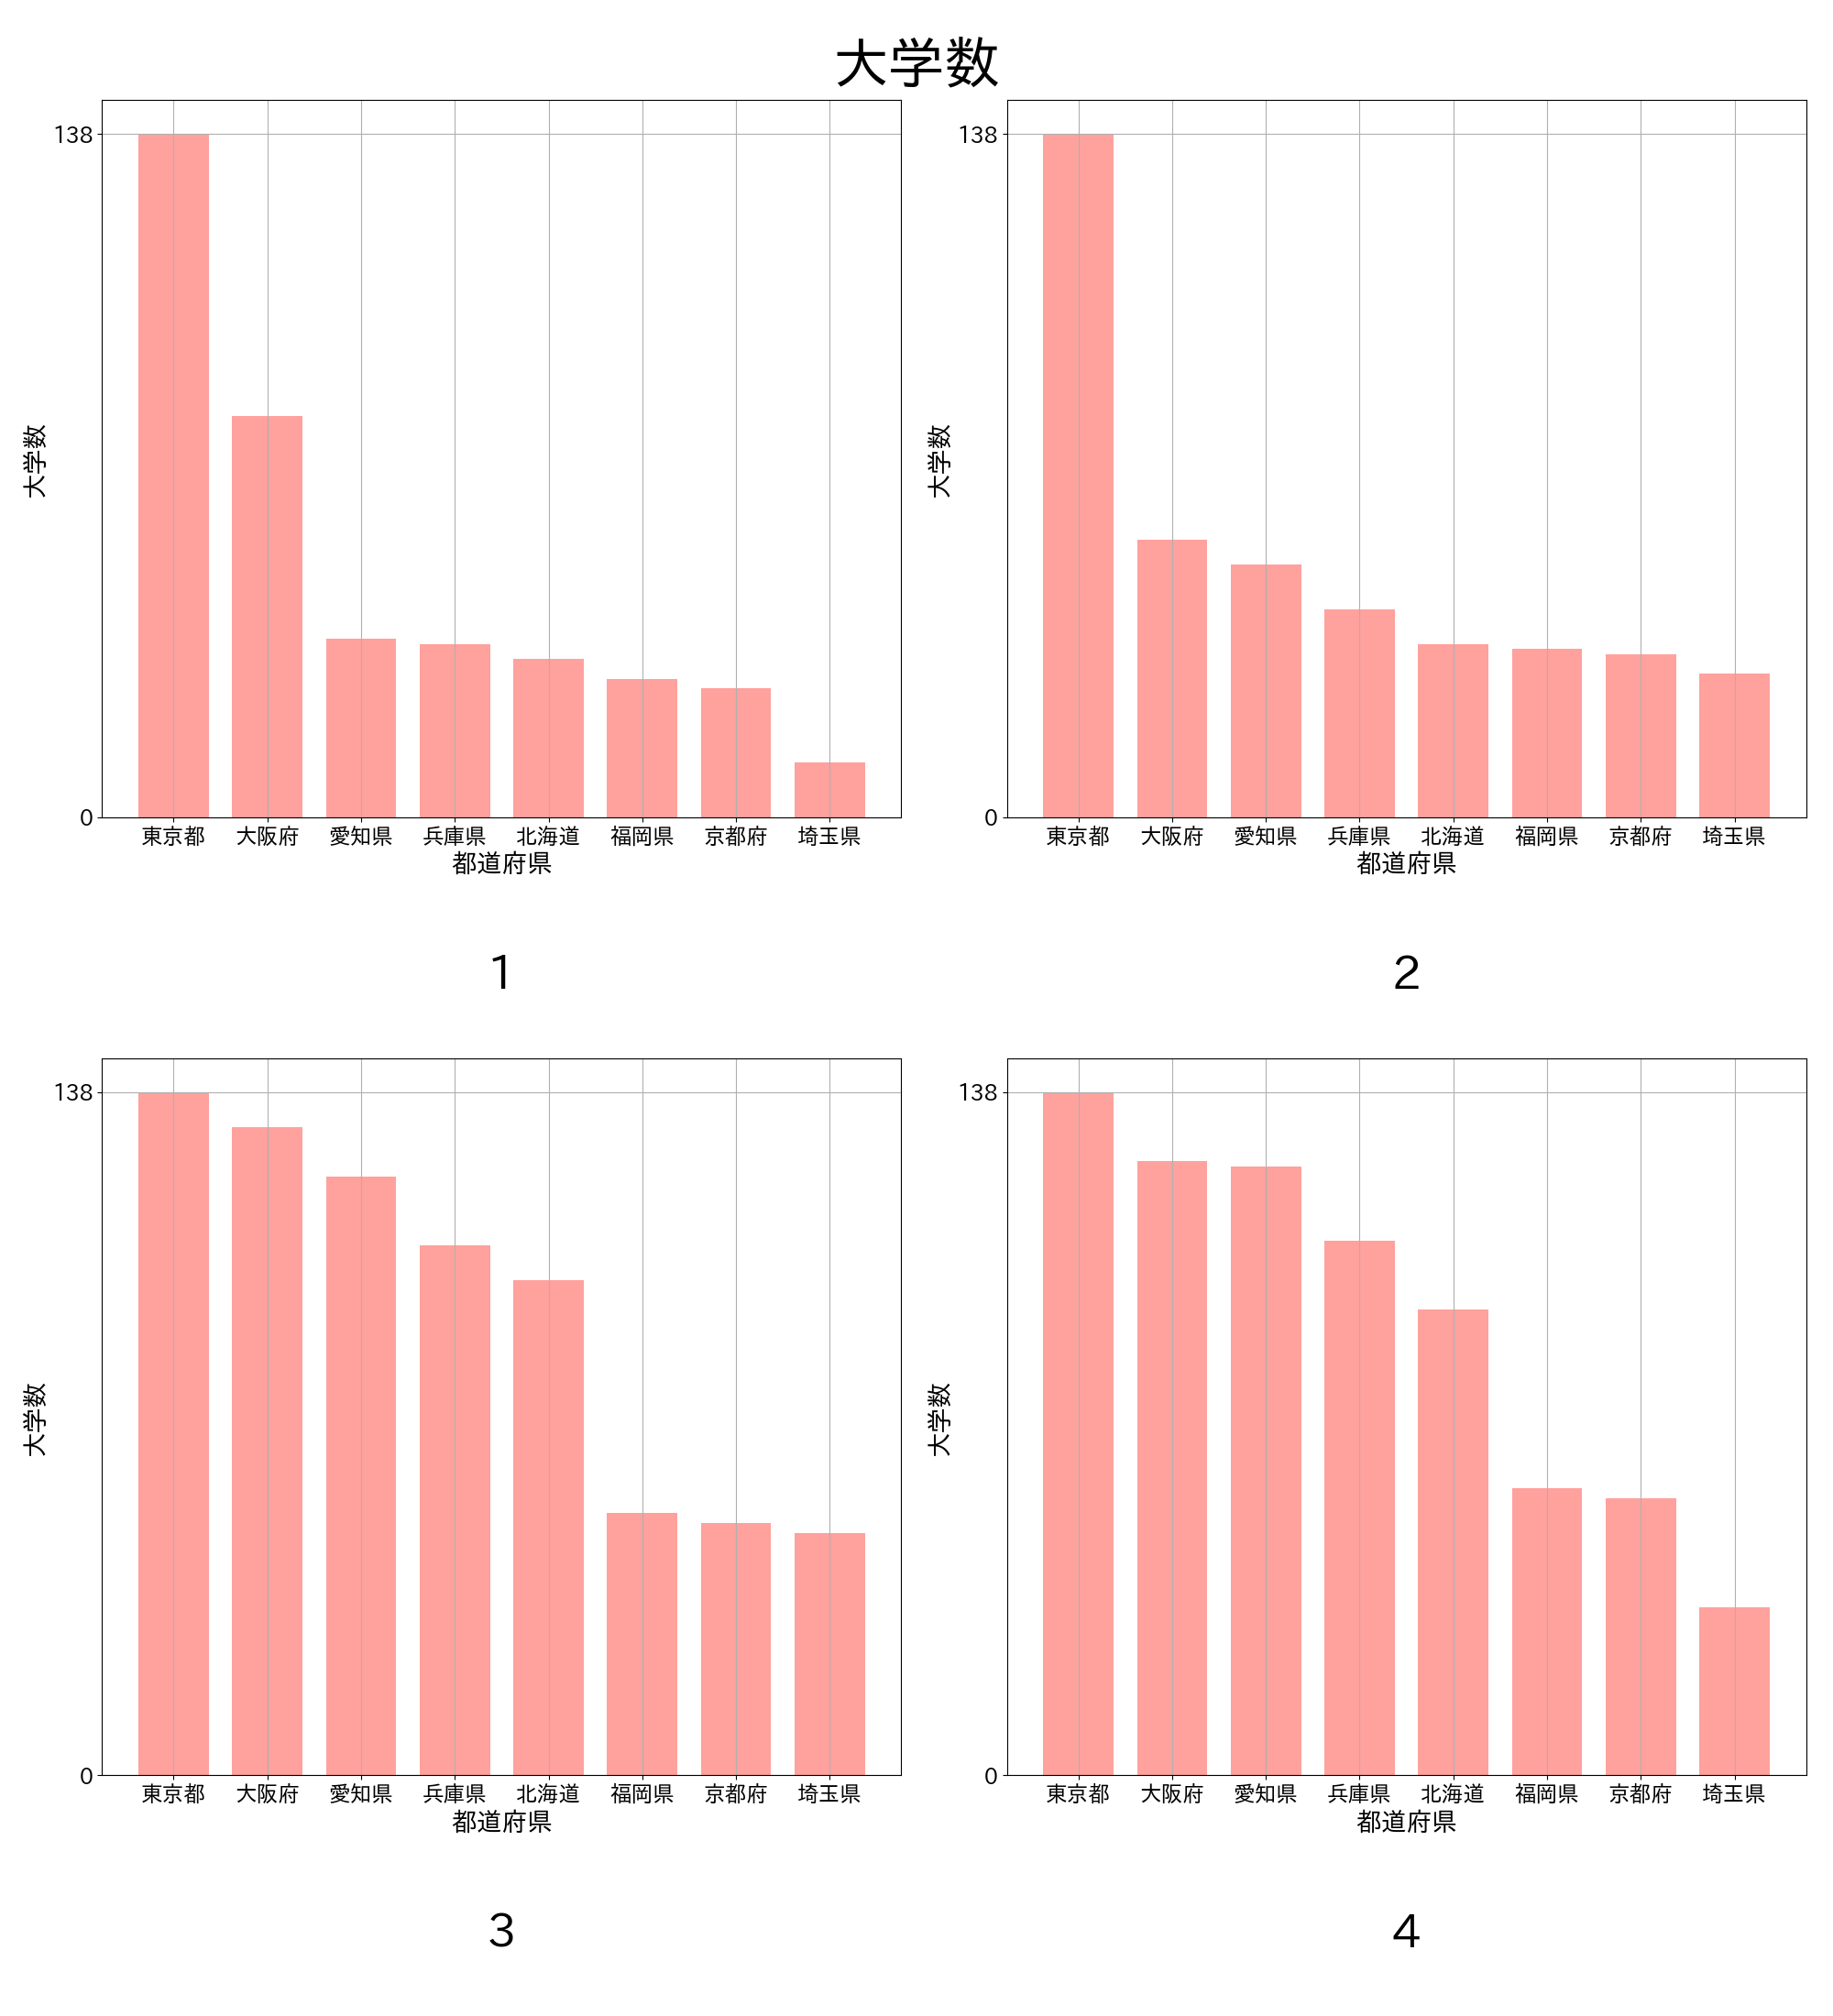 大学数
138
大学数
0
東京都 大阪府 愛知県 兵庫県 北海道 福岡県 京都府 埼玉県
都道府県
1
138
大学数
0
東京都 大阪府 愛知県 兵庫県 北海道 福岡県 京都府 埼玉県
都道府県
2
138
大学数
0
東京都 大阪府 愛知県 兵庫県 北海道 福岡県 京都府 埼玉県
都道府県
3
138
大学数
0
東京都 大阪府 愛知県 兵庫県 北海道 福岡県 京都府 埼玉県
都道府県
4